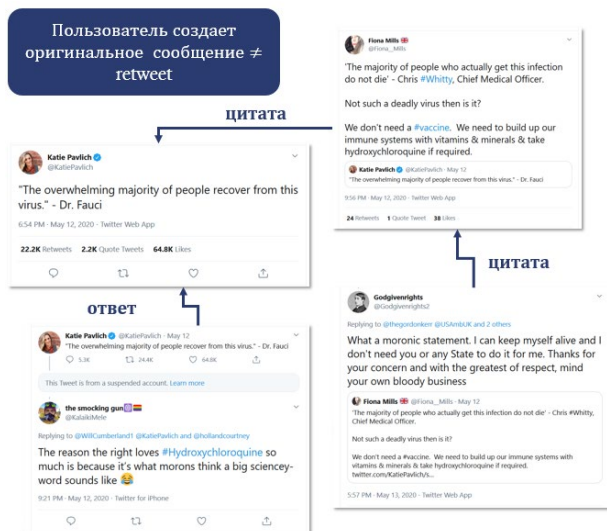 Пользователь создает
оригинальное сообщение ≠
retweet
цитата
Katie Pavlich
@KatiePavlich
"The overwhelming majority of people recover from this
virus." - Dr. Fauci
6:54 PM · May 12, 2020 · Twitter Web App
22.2K Retweets 2.2K Quote Tweets 64.8K Likes
ответ
Katie Pavlich @KatiePavlich · May 12
"The overwhelming majority of people recover from this virus." - Dr. Fauci
5.3K 24.4K 64.8K
This Tweet is from a suspended account. Learn more
the smocking gun
@KalaikiMele
Replying to @WillCumberland1 @KatiePavlich and @hollandcourtney
The reason the right loves #Hydroxychloroquine so
much is because it's what morons think a big sciencey-
word sounds like
9:21 PM · May 12, 2020 · Twitter for iPhone
Fiona Mills
@Fiona__Mills
'The majority of people who actually get this infection
do not die' - Chris #Whitty, Chief Medical Officer.
Not such a deadly virus then is it?
We don't need a #vaccine. We need to build up our
immune systems with vitamins & minerals & take
hydroxychloroquine if required.
Katie Pavlich @KatiePavlich · May 12
"The overwhelming majority of people recover from this virus." - Dr. Fauci
9:56 PM · May 12, 2020 · Twitter Web App
24 Retweets 1 Quote Tweet 38 Likes
цитата
Godgivenrights
@Godgivenrights2
Replying to @thegordonkerr @USAmbUK and 2 others
What a moronic statement. I can keep myself alive and I
don't need you or any State to do it for me. Thanks for
your concern and with the greatest of respect, mind
your own bloody business
Fiona Mills @Fiona__Mills · May 12
'The majority of people who actually get this infection do not die' - Chris #Whitty,
Chief Medical Officer.
Not such a deadly virus then is it?
We don't need a #vaccine. We need to build up our immune systems with
vitamins & minerals & take hydroxychloroquine if required.
twitter.com/KatiePavlich/s...
5:57 PM · May 13, 2020 · Twitter Web App